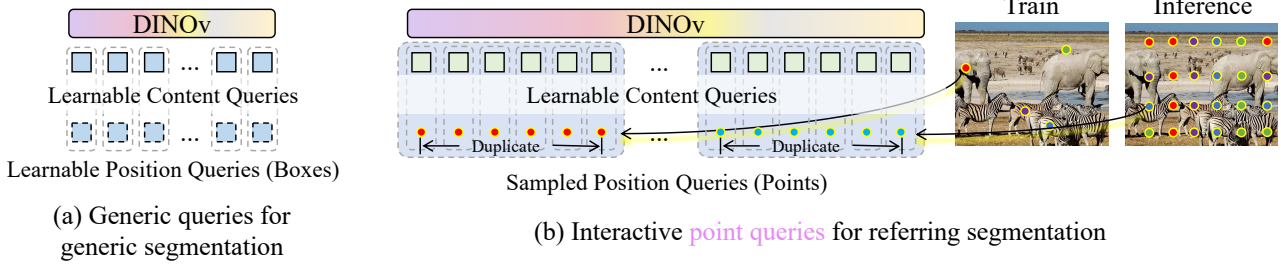 DINOv
...
Learnable Content Queries
...
Learnable Position Queries (Boxes)
(a) Generic queries for
generic segmentation
DINOv
...
Learnable Content Queries
...
Duplicate
Duplicate
Sampled Position Queries (Points)
Train
Inference
(b) Interactive point queries for referring segmentation